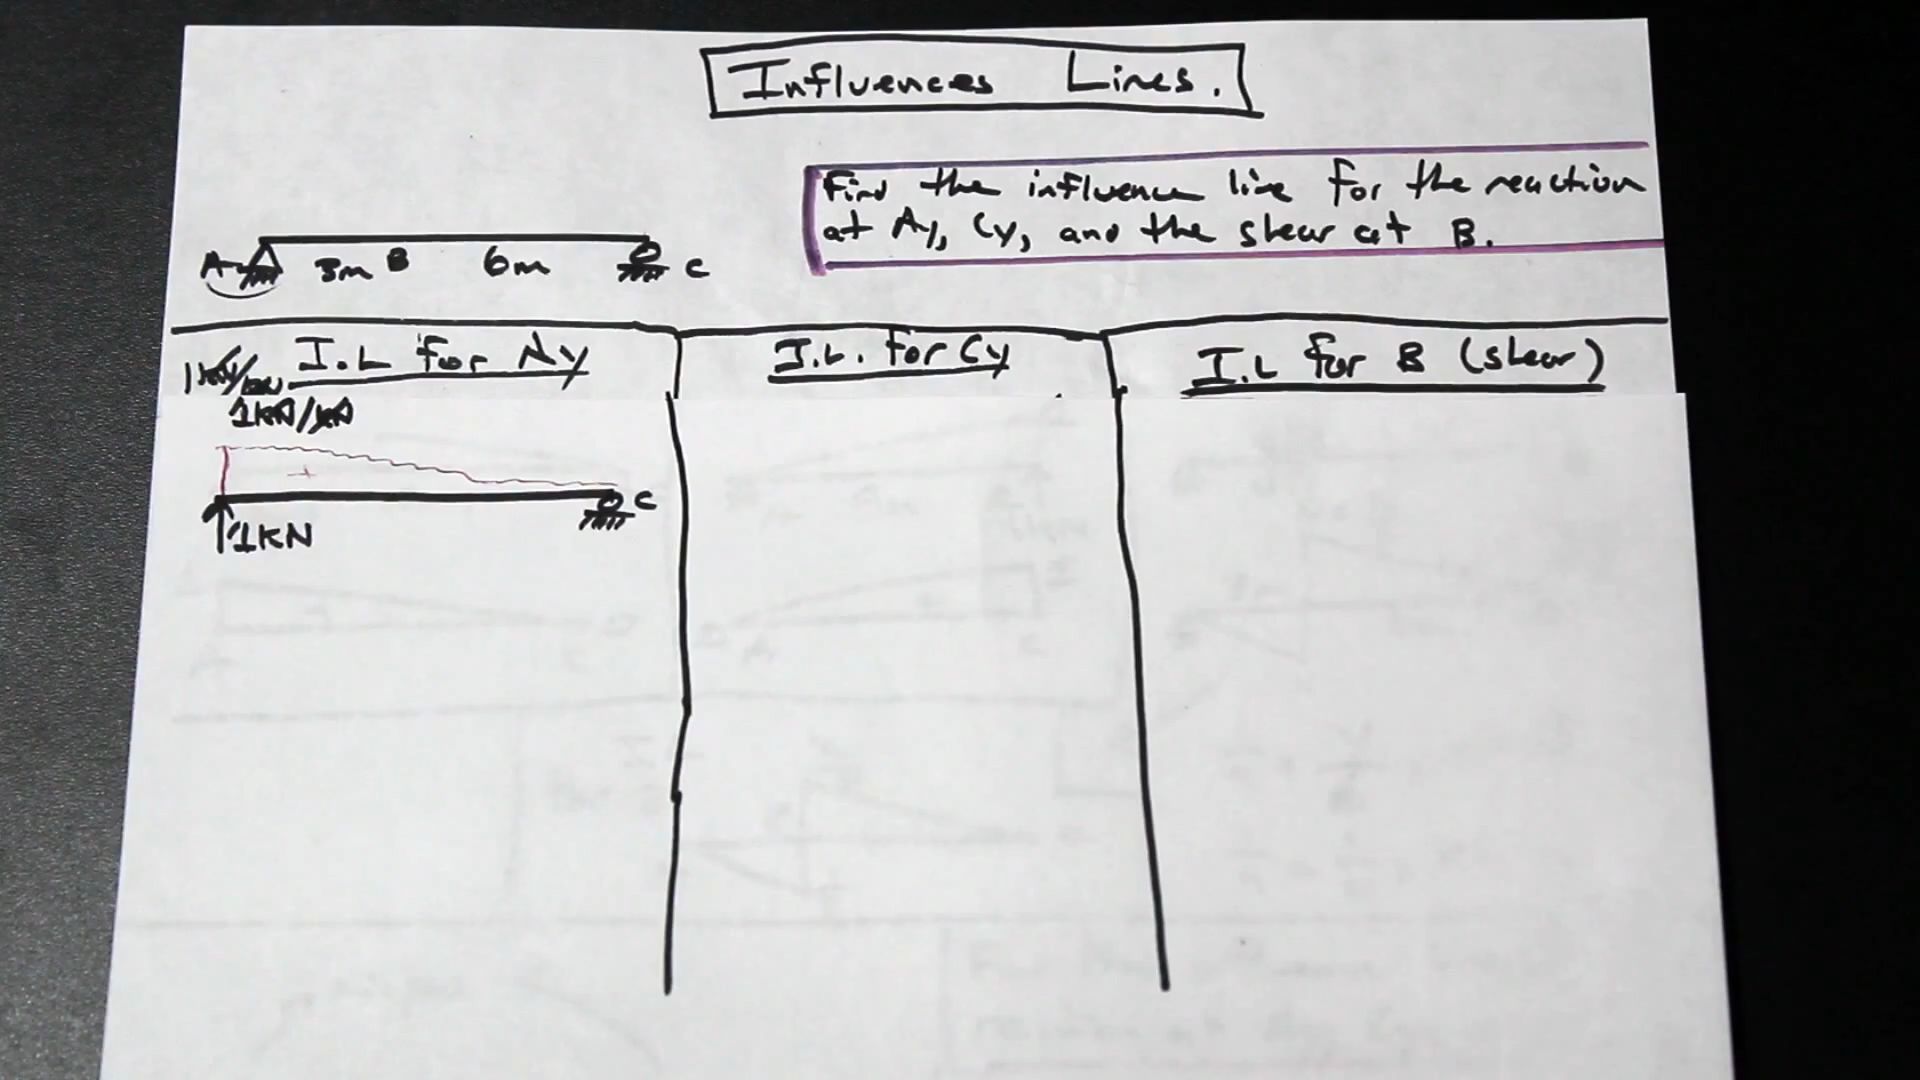 Influences Lines.
Find the influence line for the reaction
at Ay, Cy, and the shear at B.
A 3m B 6m C
I.L for Ay
I.L. for Cy
I.L for B (shear)
1kN/kN
C
1kN